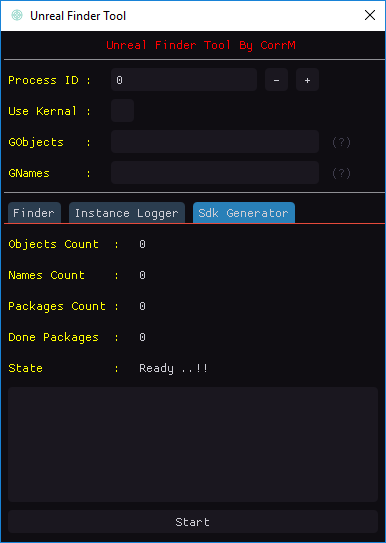 Unreal Finder Tool
Unreal Finder Tool By CorrM
Process ID : 0 - +
Use Kernal :
GObjects : (?)
GNames : (?)
Finder Instance Logger Sdk Generator
Objects Count : 0
Names Count : 0
Packages Count : 0
Done Packages : 0
State : Ready ..!!
Start